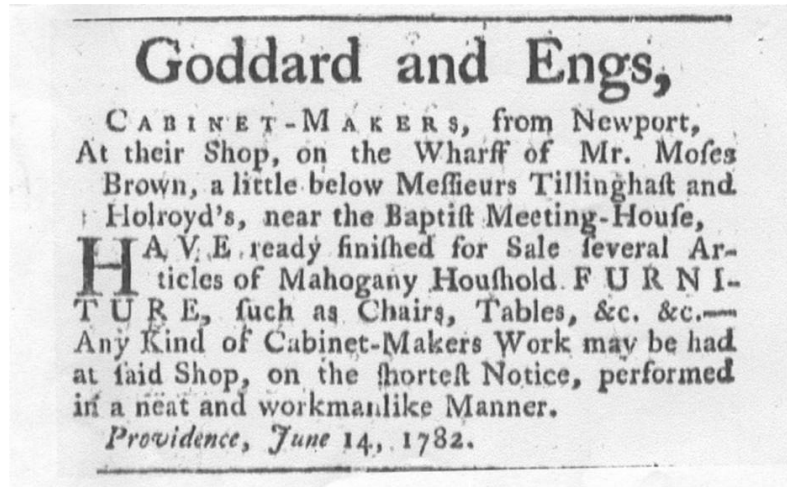 Goddard and Engs,
CABINET-MAKERS, from Newport,
At their Shop, on the Wharff of Mr. Moſes
Brown, a little below Meſſieurs Tillinghaſt and
Holroyd's, near the Baptiſt Meeting-Houſe,
HAVE ready finiſhed for Sale ſeveral Ar-
ticles of Mahogany Houſhold FURNI-
TURE, ſuch as Chairs, Tables, &c. &c.—
Any Kind of Cabinet-Makers Work may be had
at ſaid Shop, on the ſhorteſt Notice, performed
in a neat and workmanlike Manner.
Providence, June 14, 1782.